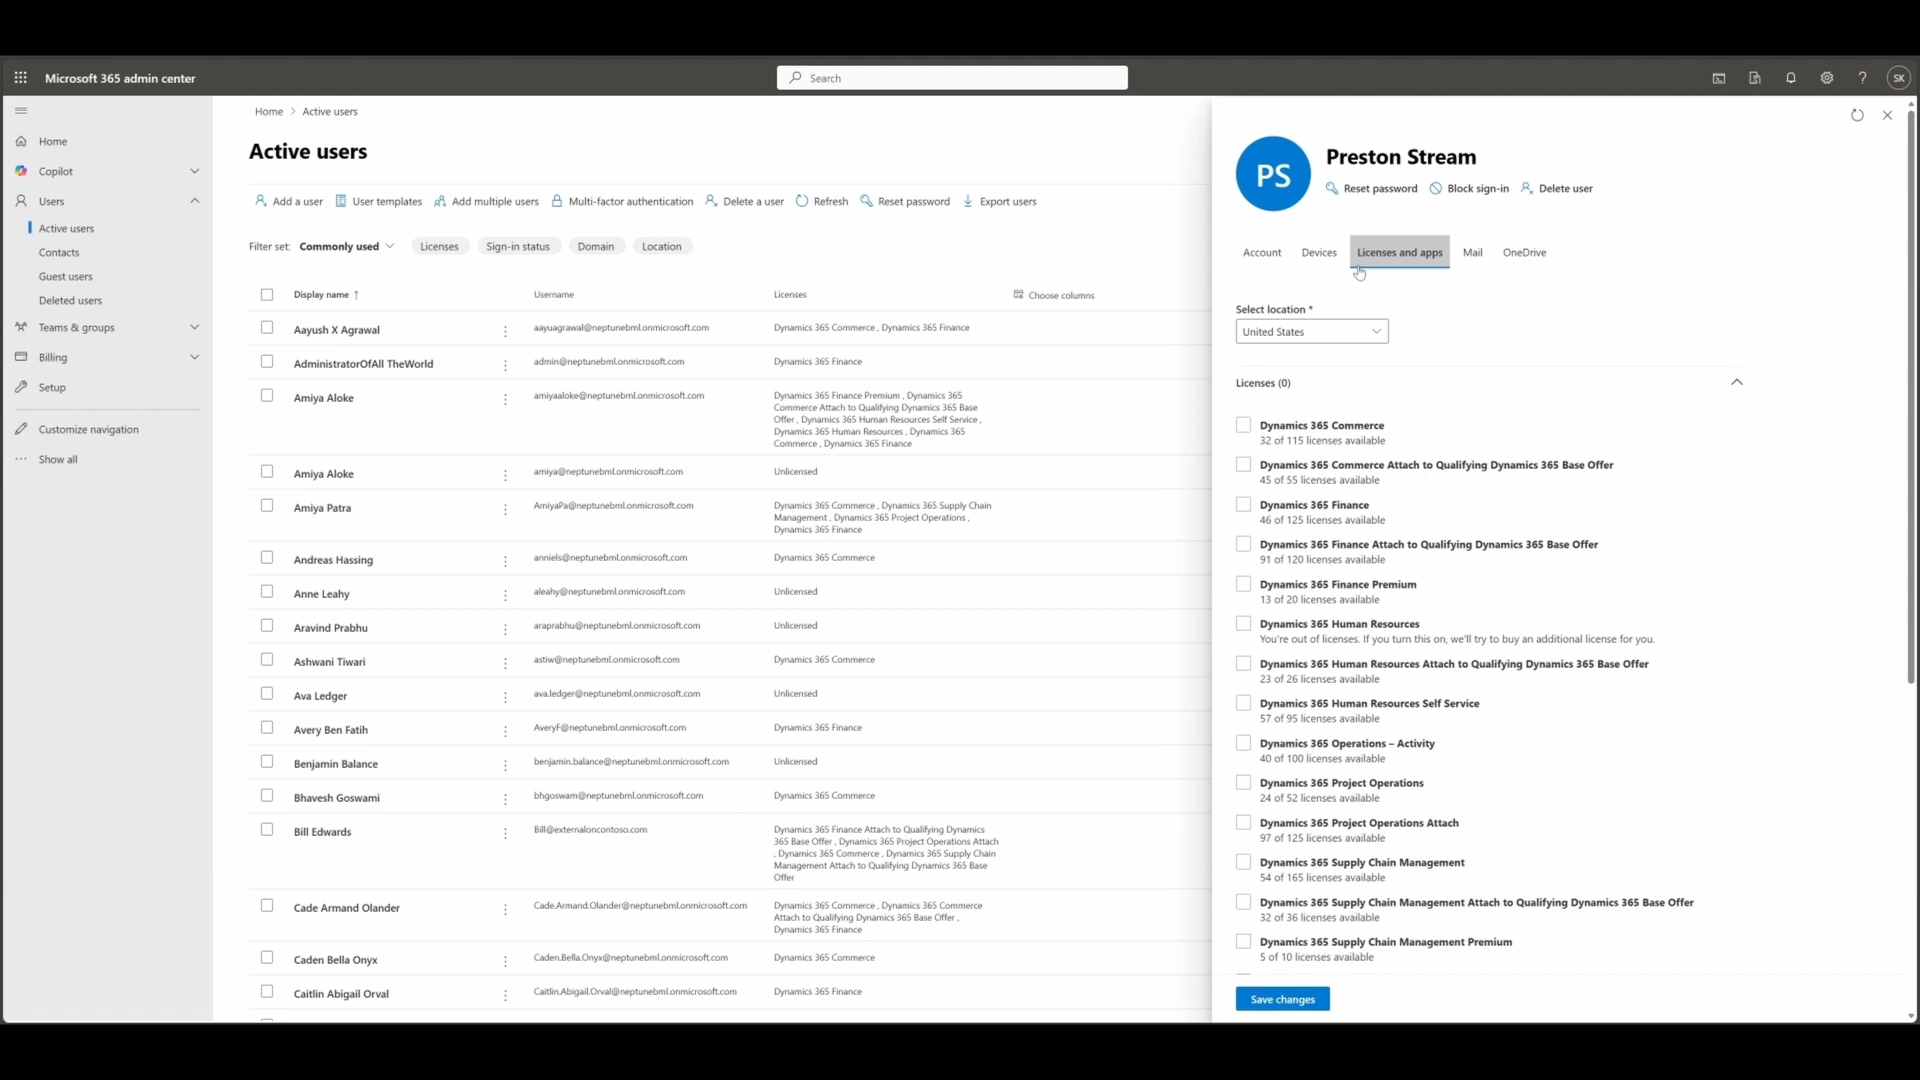 Microsoft 365 admin center
Search
SK
Home
Copilot
Users
Active users
Contacts
Guest users
Deleted users
Teams & groups
Billing
Setup
Customize navigation
Show all
Home > Active users
Active users
Add a user
User templates
Add multiple users
Multi-factor authentication
Delete a user
Refresh
Reset password
Export users
Filter set: Commonly used
Licenses
Sign-in status
Domain
Location
Display name ↑
Username
Licenses
Choose columns
Aayush X Agrawal
aayuagrawal@neptunebml.onmicrosoft.com
Dynamics 365 Commerce , Dynamics 365 Finance
AdministratorOfAll TheWorld
admin@neptunebml.onmicrosoft.com
Dynamics 365 Finance
Amiya Aloke
amiyaaloke@neptunebml.onmicrosoft.com
Dynamics 365 Finance Premium , Dynamics 365
Commerce Attach to Qualifying Dynamics 365 Base
Offer , Dynamics 365 Human Resources Self Service ,
Dynamics 365 Human Resources , Dynamics 365
Commerce , Dynamics 365 Finance
Amiya Aloke
amiya@neptunebml.onmicrosoft.com
Unlicensed
Amiya Patra
AmiyaPa@neptunebml.onmicrosoft.com
Dynamics 365 Commerce , Dynamics 365 Supply Chain
Management , Dynamics 365 Project Operations ,
Dynamics 365 Finance
Andreas Hassing
anniels@neptunebml.onmicrosoft.com
Dynamics 365 Commerce
Anne Leahy
aleahy@neptunebml.onmicrosoft.com
Unlicensed
Aravind Prabhu
araprabhu@neptunebml.onmicrosoft.com
Unlicensed
Ashwani Tiwari
astiw@neptunebml.onmicrosoft.com
Dynamics 365 Commerce
Ava Ledger
ava.ledger@neptunebml.onmicrosoft.com
Unlicensed
Avery Ben Fatih
AveryF@neptunebml.onmicrosoft.com
Dynamics 365 Finance
Benjamin Balance
benjamin.balance@neptunebml.onmicrosoft.com
Unlicensed
Bhavesh Goswami
bhgoswam@neptunebml.onmicrosoft.com
Dynamics 365 Commerce
Bill Edwards
Bill@externaloncontoso.com
Dynamics 365 Finance Attach to Qualifying Dynamics
365 Base Offer , Dynamics 365 Project Operations Attach
, Dynamics 365 Commerce , Dynamics 365 Supply Chain
Management Attach to Qualifying Dynamics 365 Base
Offer
Cade Armand Olander
Cade.Armand.Olander@neptunebml.onmicrosoft.com
Dynamics 365 Commerce , Dynamics 365 Commerce
Attach to Qualifying Dynamics 365 Base Offer ,
Dynamics 365 Finance
Caden Bella Onyx
Caden.Bella.Onyx@neptunebml.onmicrosoft.com
Dynamics 365 Commerce
Caitlin Abigail Orval
Caitlin.Abigail.Orval@neptunebml.onmicrosoft.com
Dynamics 365 Finance
PS
Preston Stream
Reset password
Block sign-in
Delete user
Account
Devices
Licenses and apps
Mail
OneDrive
Select location *
United States
Licenses (0)
Dynamics 365 Commerce
32 of 115 licenses available
Dynamics 365 Commerce Attach to Qualifying Dynamics 365 Base Offer
45 of 55 licenses available
Dynamics 365 Finance
46 of 125 licenses available
Dynamics 365 Finance Attach to Qualifying Dynamics 365 Base Offer
91 of 120 licenses available
Dynamics 365 Finance Premium
13 of 20 licenses available
Dynamics 365 Human Resources
You're out of licenses. If you turn this on, we'll try to buy an additional license for you.
Dynamics 365 Human Resources Attach to Qualifying Dynamics 365 Base Offer
23 of 26 licenses available
Dynamics 365 Human Resources Self Service
57 of 95 licenses available
Dynamics 365 Operations – Activity
40 of 100 licenses available
Dynamics 365 Project Operations
24 of 52 licenses available
Dynamics 365 Project Operations Attach
97 of 125 licenses available
Dynamics 365 Supply Chain Management
54 of 165 licenses available
Dynamics 365 Supply Chain Management Attach to Qualifying Dynamics 365 Base Offer
32 of 36 licenses available
Dynamics 365 Supply Chain Management Premium
5 of 10 licenses available
Save changes